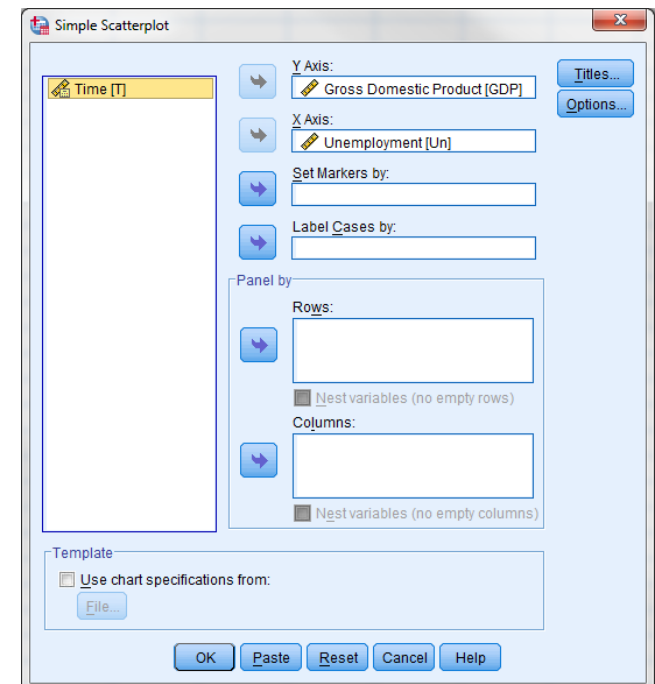 Simple Scatterplot
Time [T]
Y Axis:
Gross Domestic Product [GDP]
X Axis:
Unemployment [Un]
Set Markers by:
Label Cases by:
Panel by
Rows:
Nest variables (no empty rows)
Columns:
Nest variables (no empty columns)
Titles...
Options...
Template
Use chart specifications from:
File...
OK Paste Reset Cancel Help